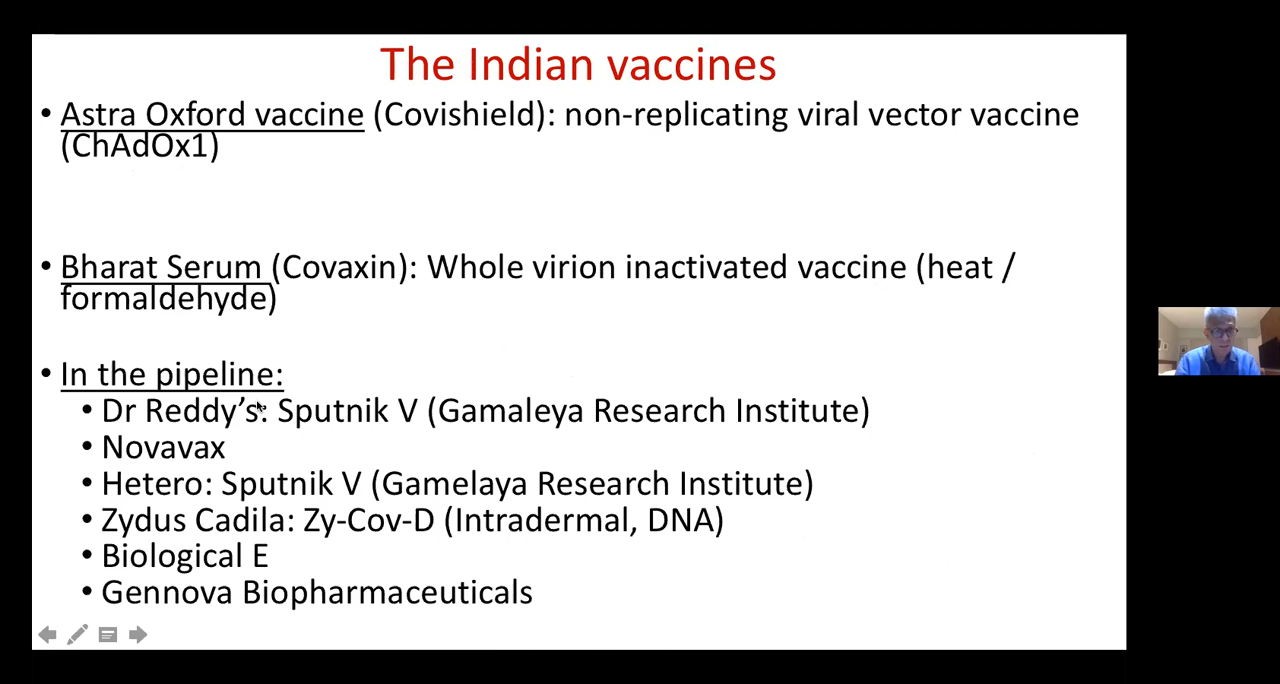 The Indian vaccines
• Astra Oxford vaccine (Covishield): non-replicating viral vector vaccine
(ChAdOx1)
• Bharat Serum (Covaxin): Whole virion inactivated vaccine (heat /
formaldehyde)
• In the pipeline:
• Dr Reddy’s: Sputnik V (Gamaleya Research Institute)
• Novavax
• Hetero: Sputnik V (Gamelaya Research Institute)
• Zydus Cadila: Zy-Cov-D (Intradermal, DNA)
• Biological E
• Gennova Biopharmaceuticals